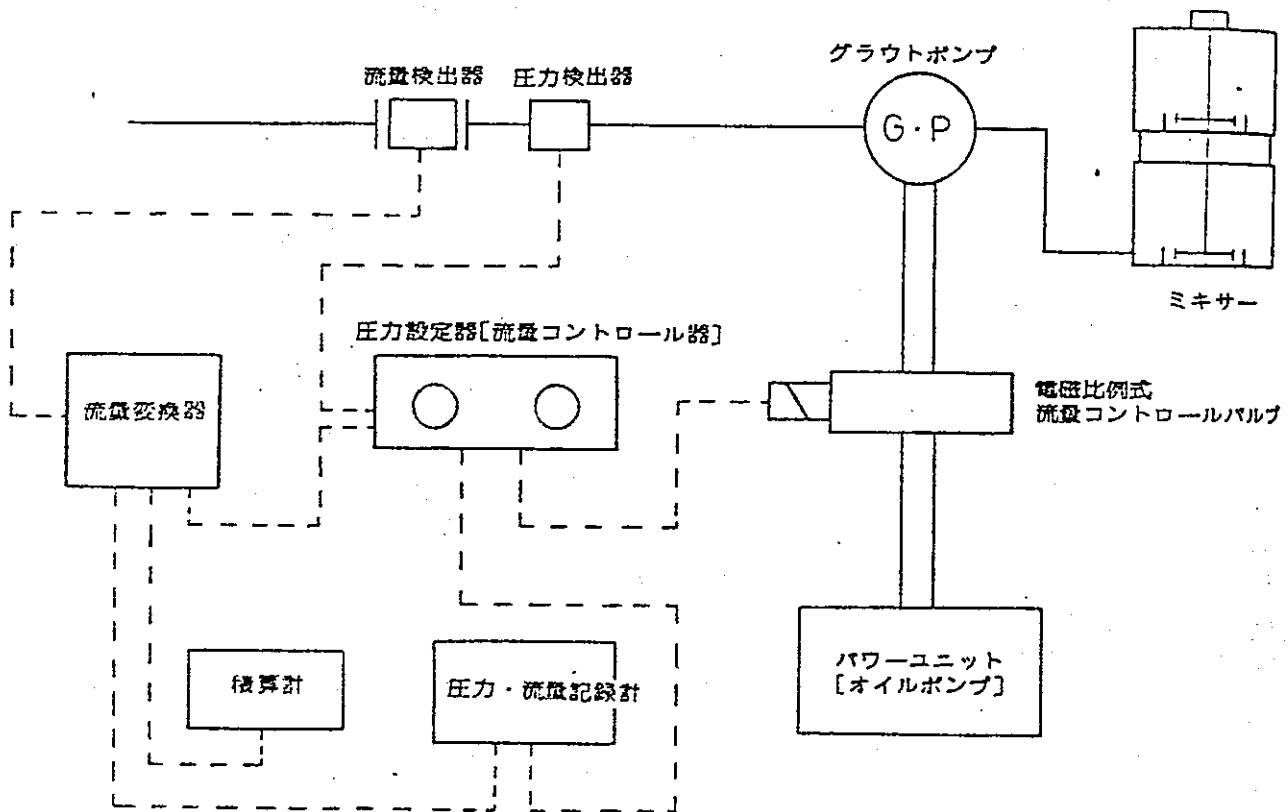 グラウトポンプ
流量検出器
圧力検出器
G・P
ミキサー
圧力設定器[流量コントロール器]
流量変換器
電磁比例式
流量コントロールバルブ
積算計
圧力・流量記録計
パワーユニット
[オイルポンプ]